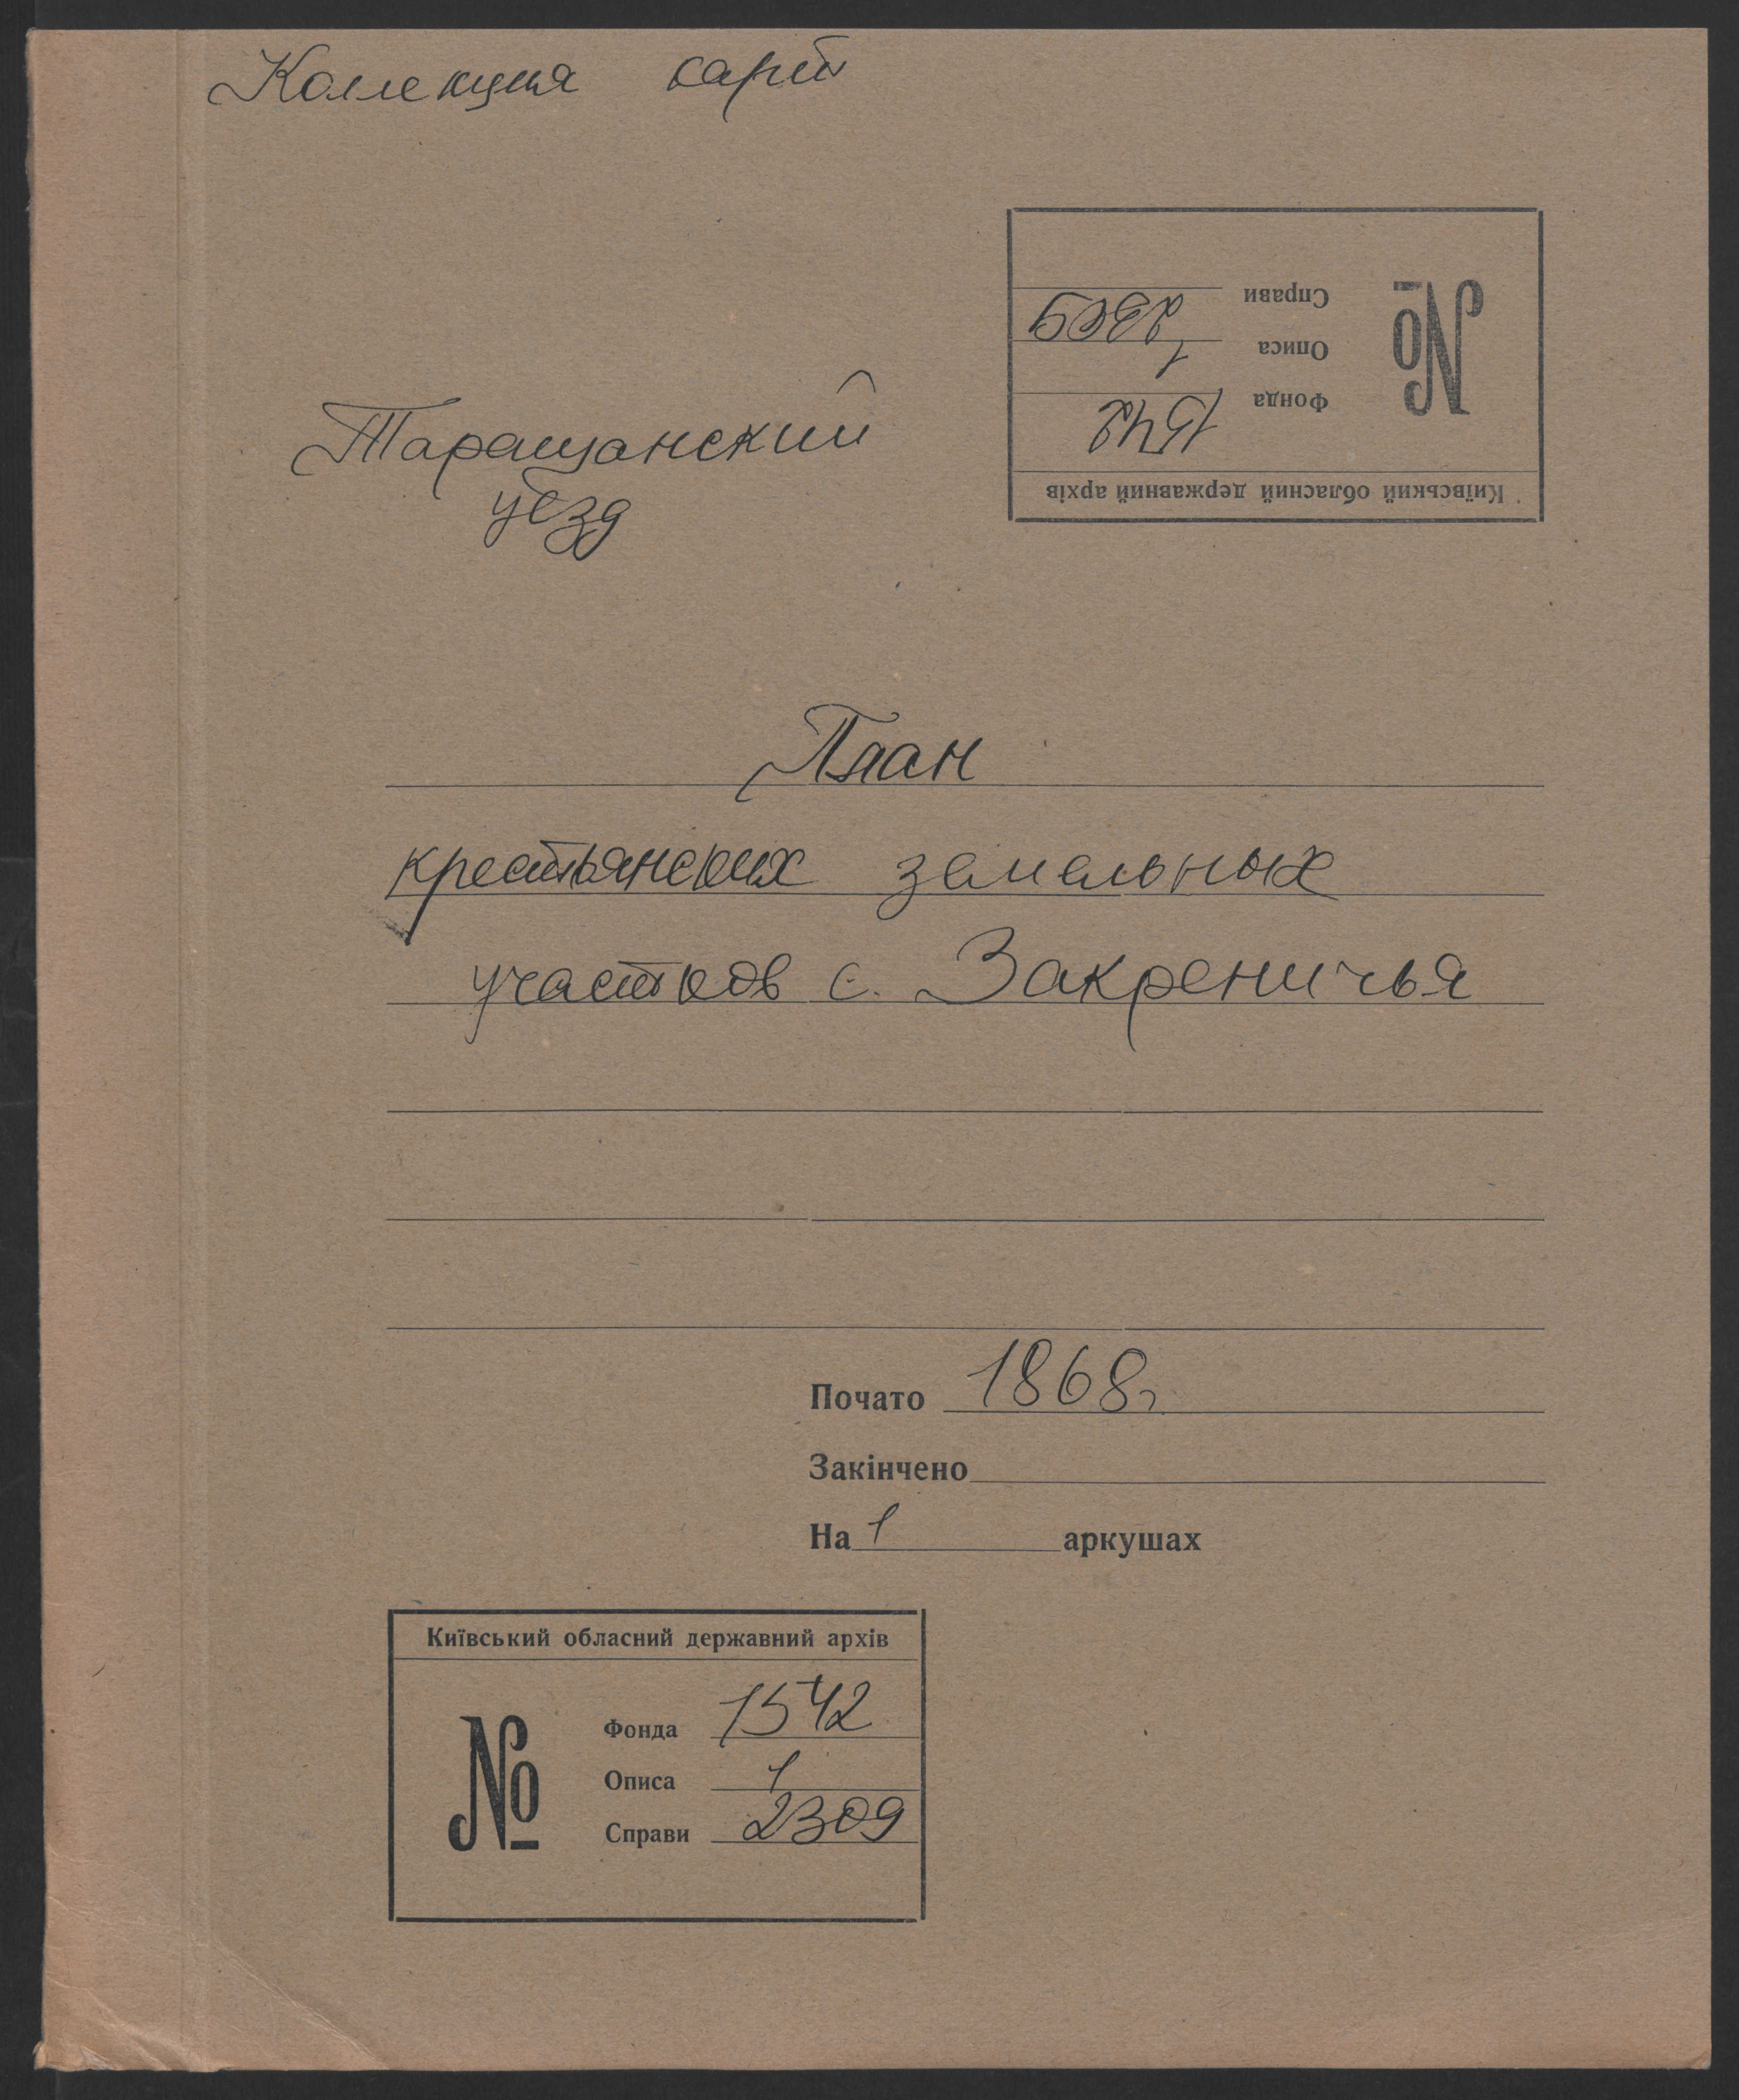 Коллекция карт
Київський обласний державний архів
№
Фонда 1542
Описа 1
Справи 2309
Таращанский
уезд
План
крестьянских земельных
участков с. Закреничья
Почато 1868г
Закінчено
На 1 аркушах
Київський обласний державний архів
№
Фонда 1542
Описа 1
Справи 2309